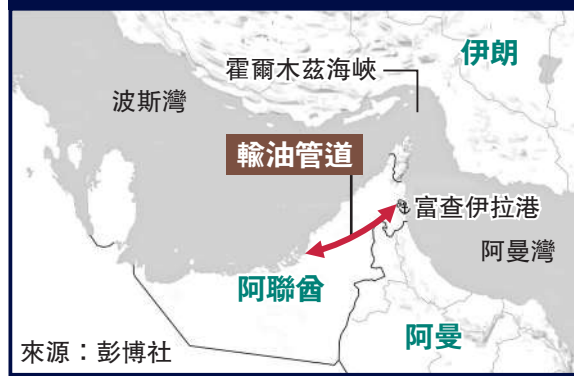 伊朗
霍爾木茲海峽
波斯灣
輸油管道
富查伊拉港
阿曼灣
阿聯酋
阿曼
來源：彭博社